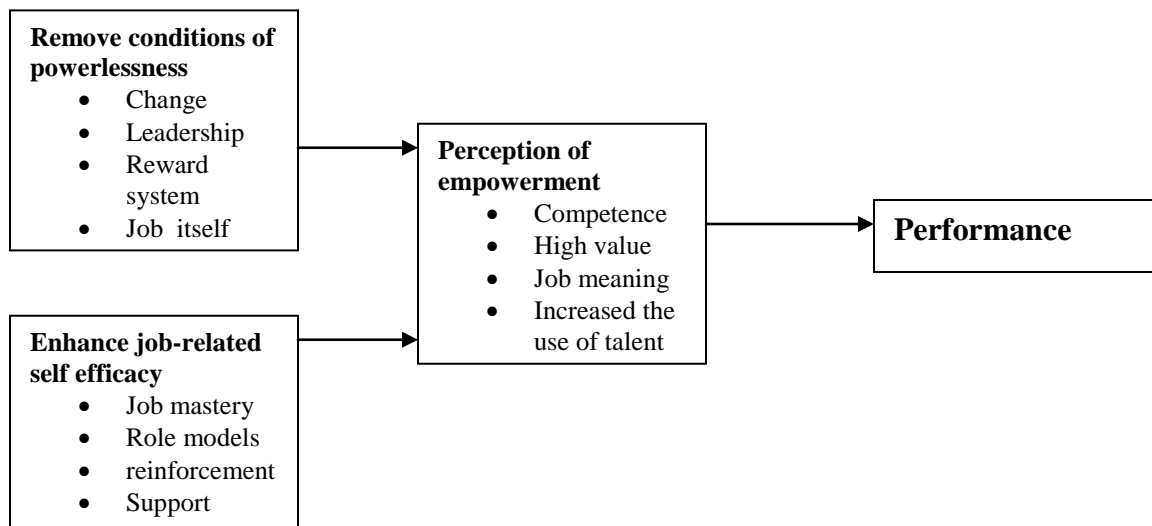 Remove conditions of
powerlessness
• Change
• Leadership
• Reward
system
• Job itself
Enhance job-related
self efficacy
• Job mastery
• Role models
• reinforcement
• Support
Perception of
empowerment
• Competence
• High value
• Job meaning
• Increased the
use of talent
Performance